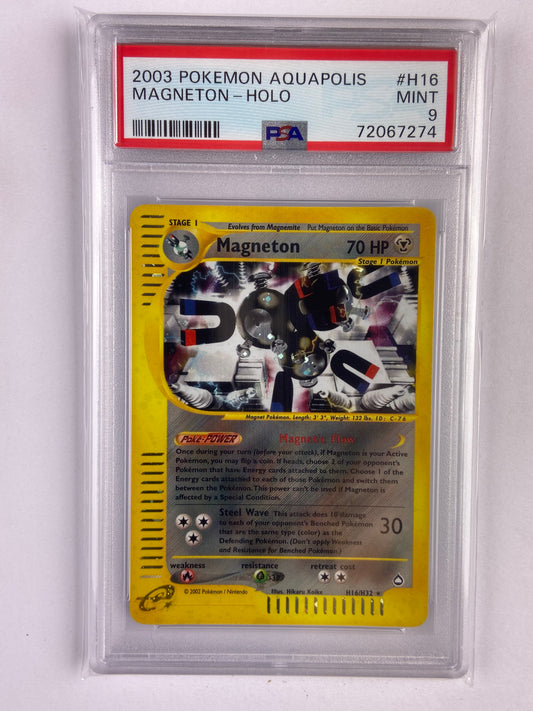 2003 POKEMON AQUAPOLIS #H16
MAGNETON - HOLO MINT
9
PSA 72067274
STAGE 1 Evolves from Magnemite Put Magneton on the Basic Pokémon
Magneton 70 HP
Stage 1 Pokémon
Magnet Pokémon. Length: 3' 3", Weight: 132 lbs. ID: C-76
Poké-POWER Magnetic Flow
Once during your turn (before your attack), if Magneton is your Active
Pokémon, you may flip a coin. If heads, choose 2 of your opponent's
Pokémon that have Energy cards attached to them. Choose 1 of the
Energy cards attached to each of those Pokémon and switch them
between the Pokémon. This power can't be used if Magneton is
affected by a Special Condition.
Steel Wave This attack does 10 damage
to each of your opponent's Benched Pokémon
that are the same type (color) as the
Defending Pokémon. (Don't apply Weakness
and Resistance for Benched Pokémon.)
30
weakness resistance retreat cost
-30
© 2002 Pokémon / Nintendo Illus. Hikaru Koike H16/H32 ★